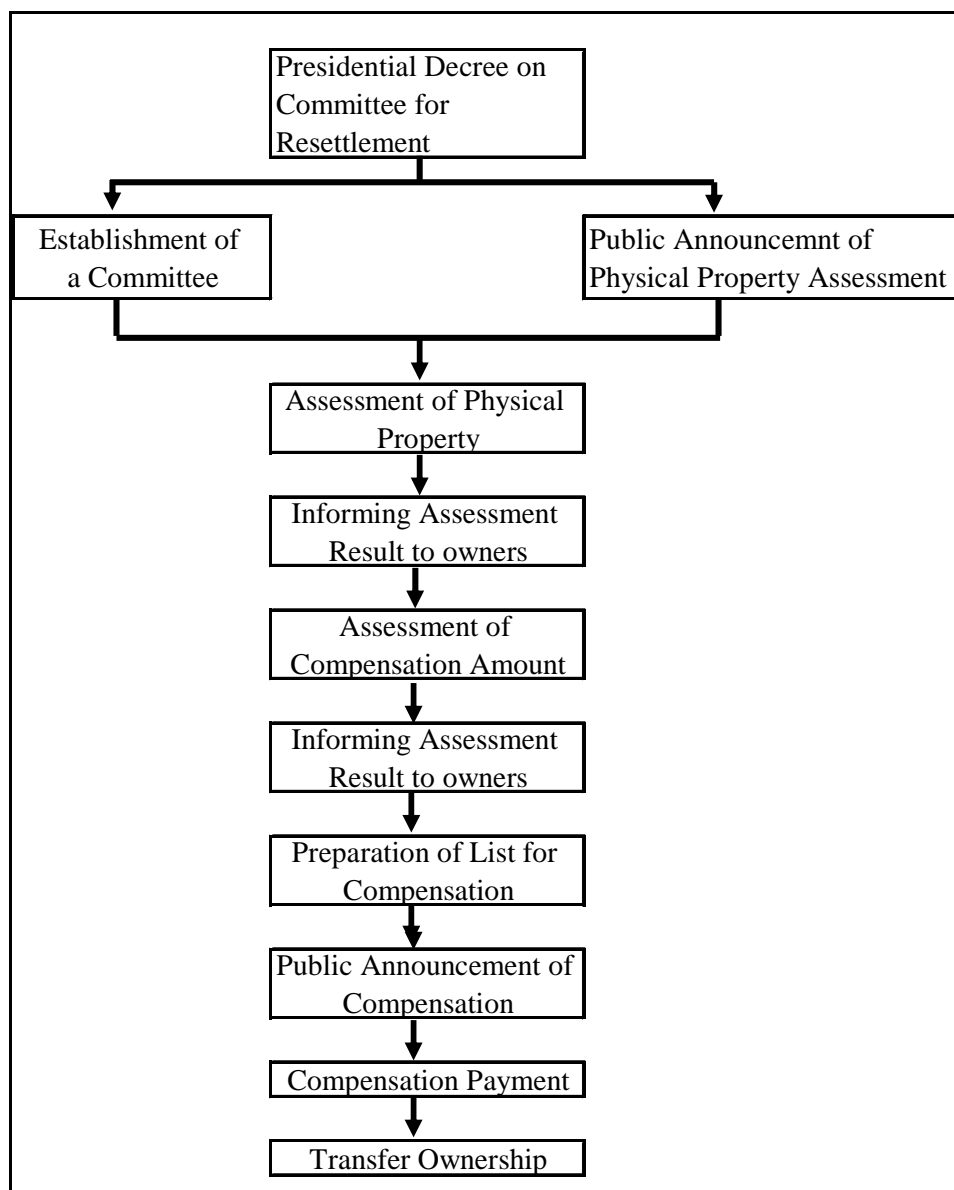 Presidential Decree on
Committee for
Resettlement
Establishment of
a Committee
Public Announcemnt of
Physical Property Assessment
Assessment of Physical
Property
Informing Assessment
Result to owners
Assessment of
Compensation Amount
Informing Assessment
Result to owners
Preparation of List for
Compensation
Public Announcement of
Compensation
Compensation Payment
Transfer Ownership